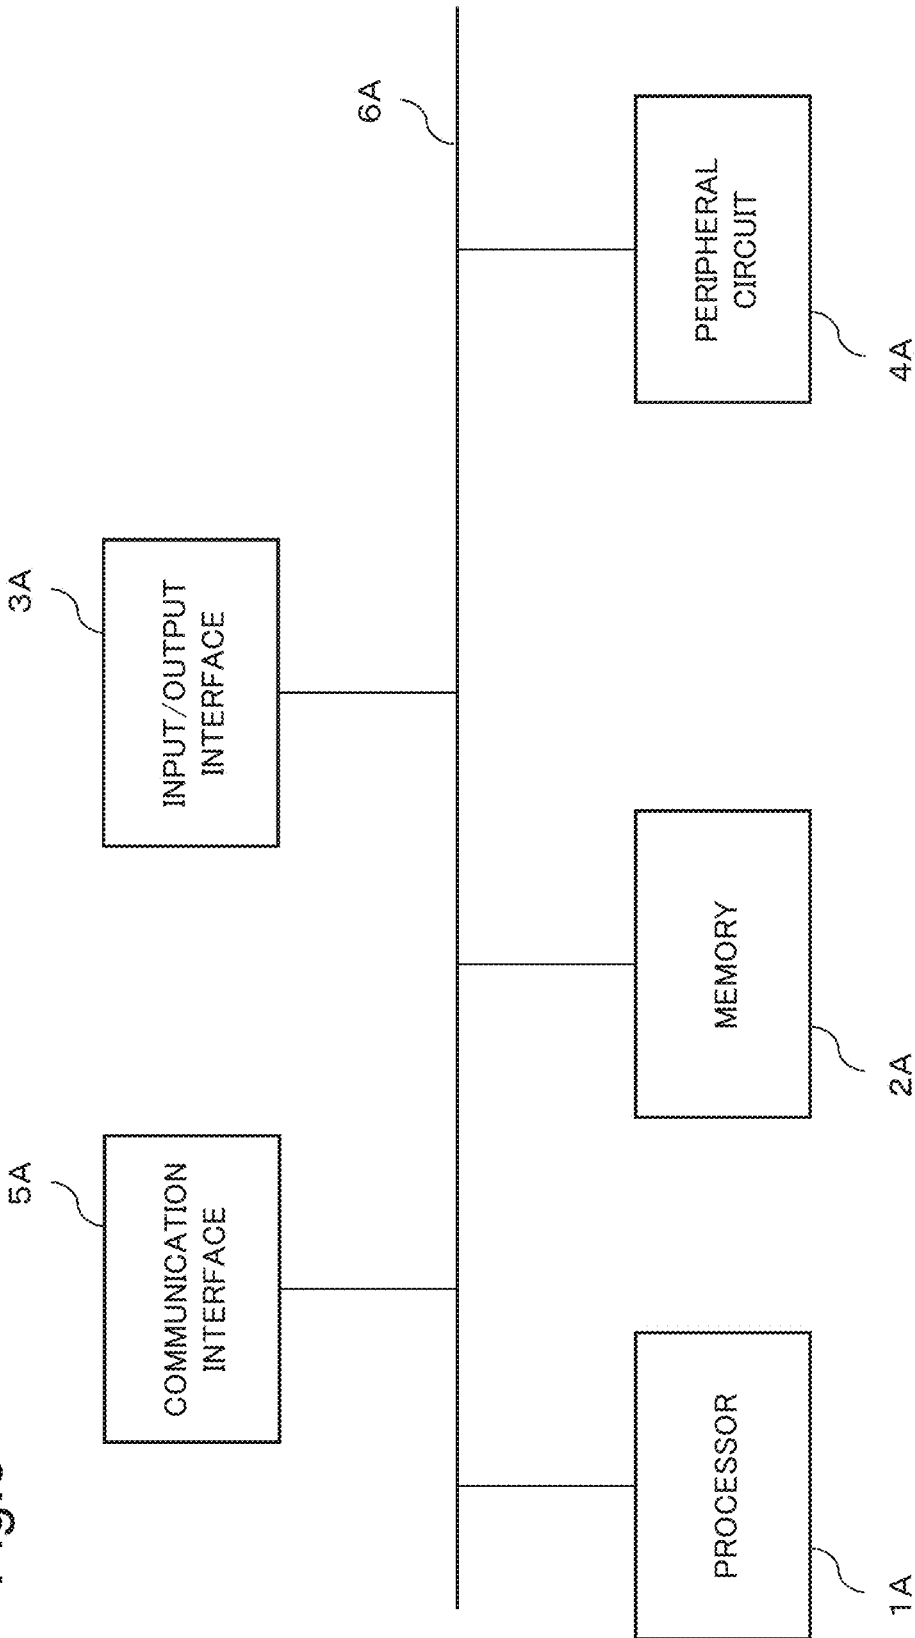 5A
3A
COMMUNICATION
INTERFACE
INPUT/OUTPUT
INTERFACE
6A
PROCESSOR
MEMORY
PERIPHERAL
CIRCUIT
1A
2A
4A